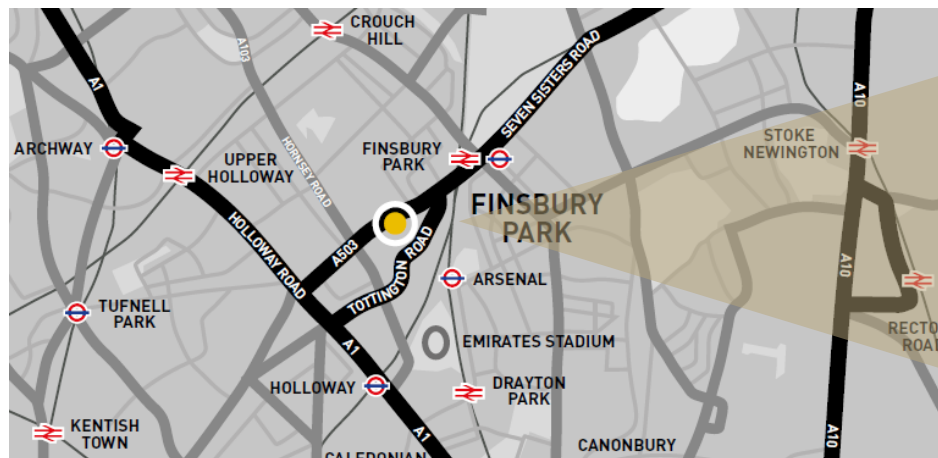 CROUCH
HILL
A103
SEVEN SISTERS ROAD
A10
A1
ARCHWAY
UPPER
HOLLOWAY
HORNSEY ROAD
FINSBURY
PARK
STOKE
NEWINGTON
FINSBURY
PARK
HOLLOWAY ROAD
A503
TOTTINGTON
ROAD
ARSENAL
A10
TUFNELL
PARK
A1
EMIRATES STADIUM
RECTO
ROAD
HOLLOWAY
DRAYTON
PARK
KENTISH
TOWN
A1
CALEDONIAN
CANONBURY
A10